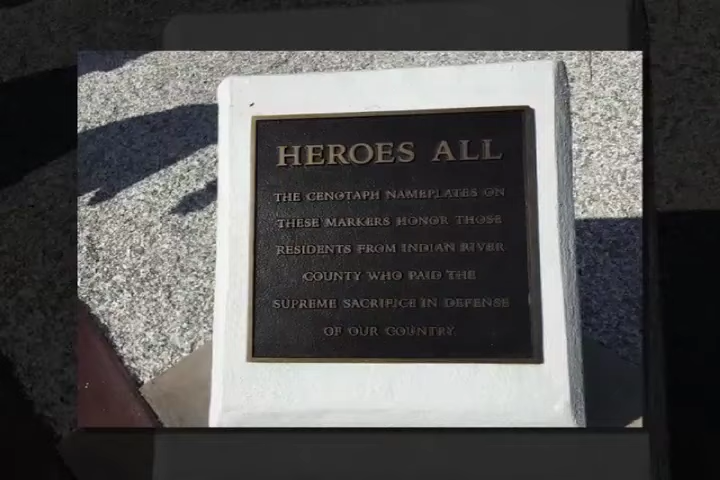 HEROES ALL
THE CENOTAPH NAMEPLATES ON
THESE MARKERS HONOR THOSE
RESIDENTS FROM INDIAN RIVER
COUNTY WHO PAID THE
SUPREME SACRIFICE IN DEFENSE
OF OUR COUNTRY